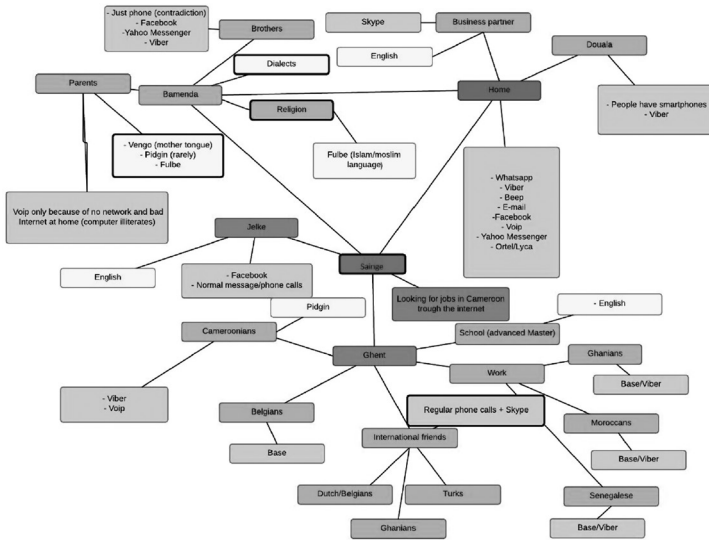 - Just phone (contradiction)
- Facebook
-Yahoo Messenger
- Viber
Brothers
Skype
Business partner
English
Douala
Dialects
Parents
Bamenda
Home
Religion
- People have smartphones
- Viber
- Vengo (mother tongue)
- Pidgin (rarely)
- Fulbe
Fulbe (Islam/moslim
language)
- Whatsapp
- Viber
- Beep
- E-mail
-Facebook
- Voip
- Yahoo Messenger
- Ortel/Lyca
Voip only because of no network and bad
Internet at home (computer illiterates)
Jelke
Sainge
English
- Facebook
- Normal message/phone calls
Looking for jobs in Cameroon
trough the internet
Pidgin
- English
Cameroonians
School (advanced Master)
Ghent
Ghanians
Work
Base/Viber
- Viber
- Voip
Belgians
Regular phone calls + Skype
Moroccans
International friends
Base
Base/Viber
Dutch/Belgians
Turks
Senegalese
Ghanians
Base/Viber